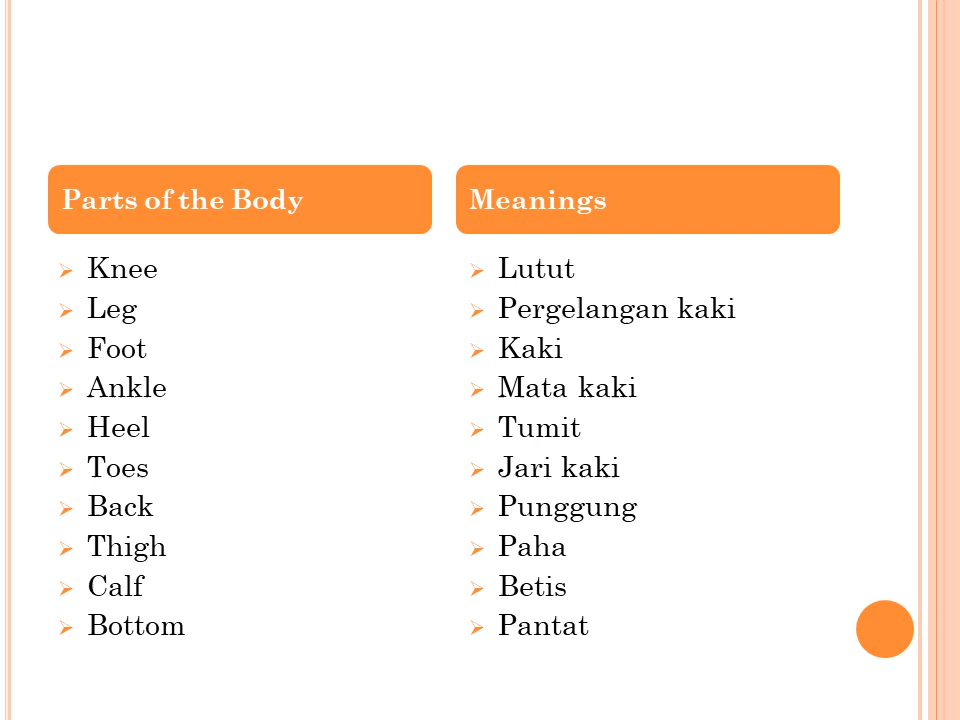 Parts of the Body
Meanings
Knee
Leg
Foot
Ankle
Heel
Toes
Back
Thigh
Calf
Bottom
Lutut
Pergelangan kaki
Kaki
Mata kaki
Tumit
Jari kaki
Punggung
Paha
Betis
Pantat